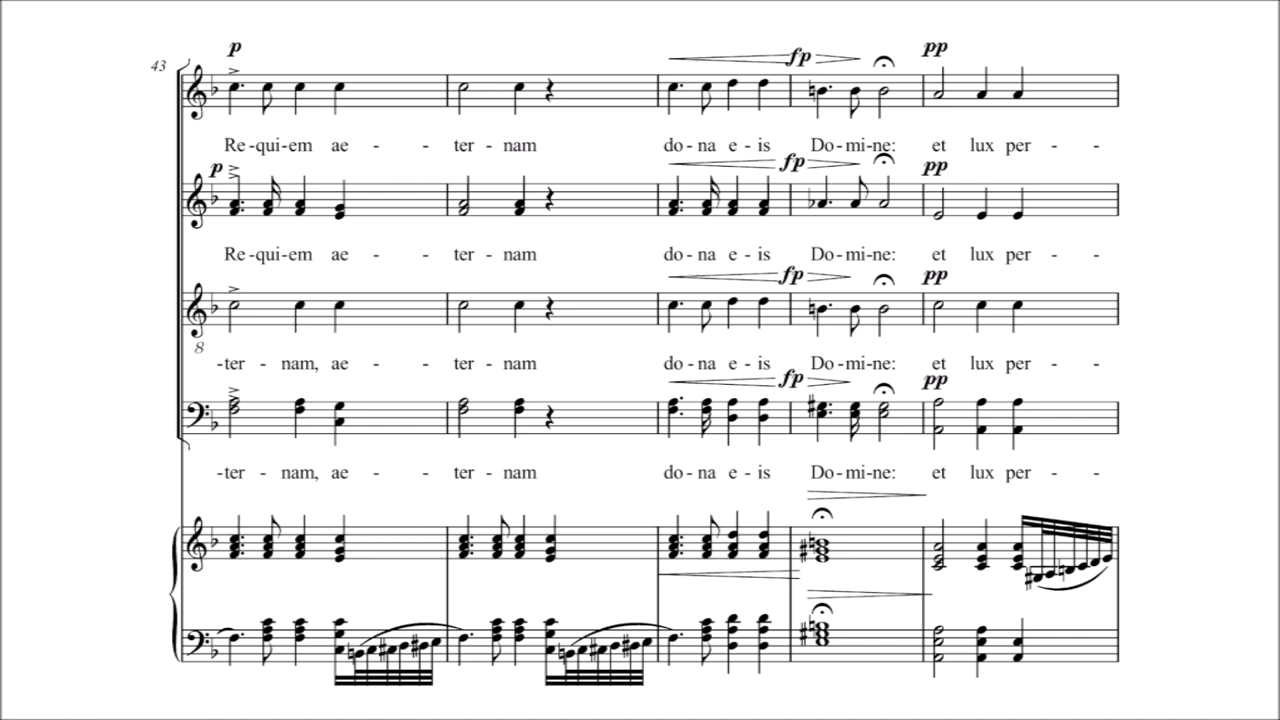 p
43
Re-qui-em ae - - ter - nam do - na e - is Do-mi-ne: et lux per - -
fp
pp
p
fp
pp
Re-qui-em ae - - ter - nam do - na e - is Do-mi-ne: et lux per - -
fp
pp
8
-ter - nam, ae - - ter - nam do - na e - is Do-mi-ne: et lux per - -
fp
pp
-ter - nam, ae - - ter - nam do - na e - is Do-mi-ne: et lux per - -